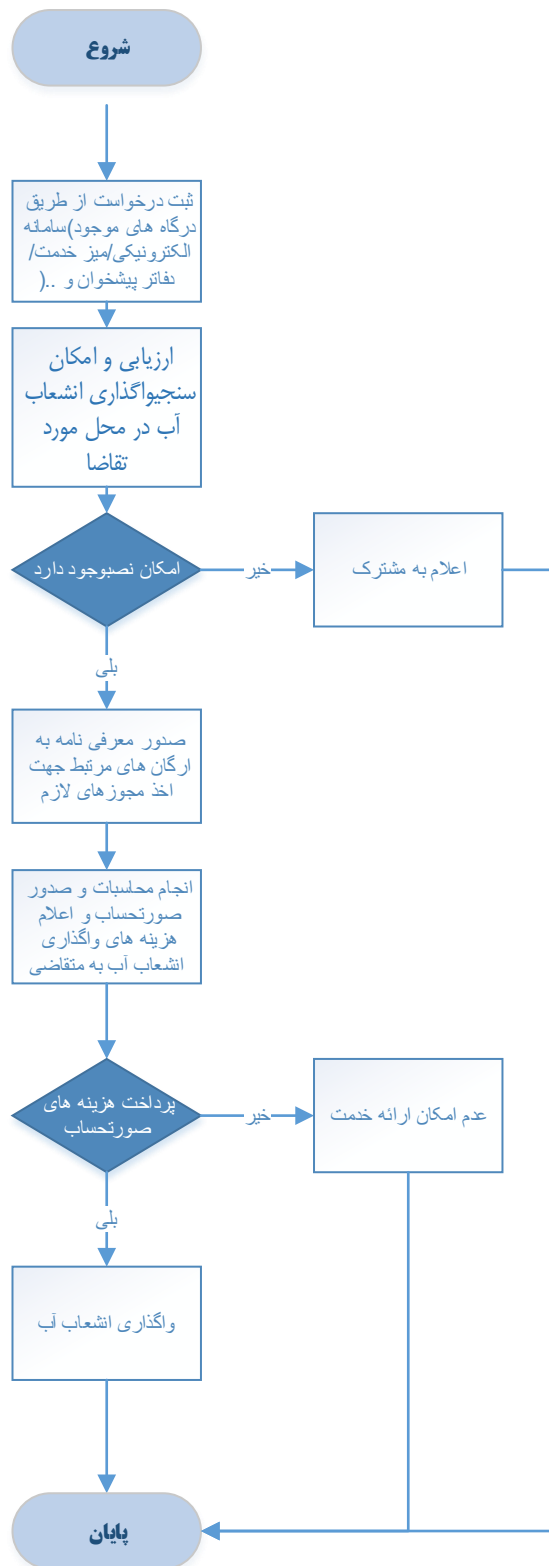 شروع
ثبت درخواست از طریق
درگاه های موجود)سامانه
الکترونیکی/میز خدمت/
دفاتر پیشخوان و ..(
ارزیابی و امکان
سنجیواگذاری انشعاب
آب در محل مورد
تقاضا
امکان نصبوجود دارد
خیر
اعلام به مشترک
بلی
صدور معرفی نامه به
ارگان های مرتبط جهت
اخذ مجوزهای لازم
انجام محاسبات و صدور
صورتحساب و اعلام
هزینه های واگذاری
انشعاب آب به متقاضی
پرداخت هزینه های
صورتحساب
خیر
عدم امکان ارائه خدمت
بلی
واگذاری انشعاب آب
پایان